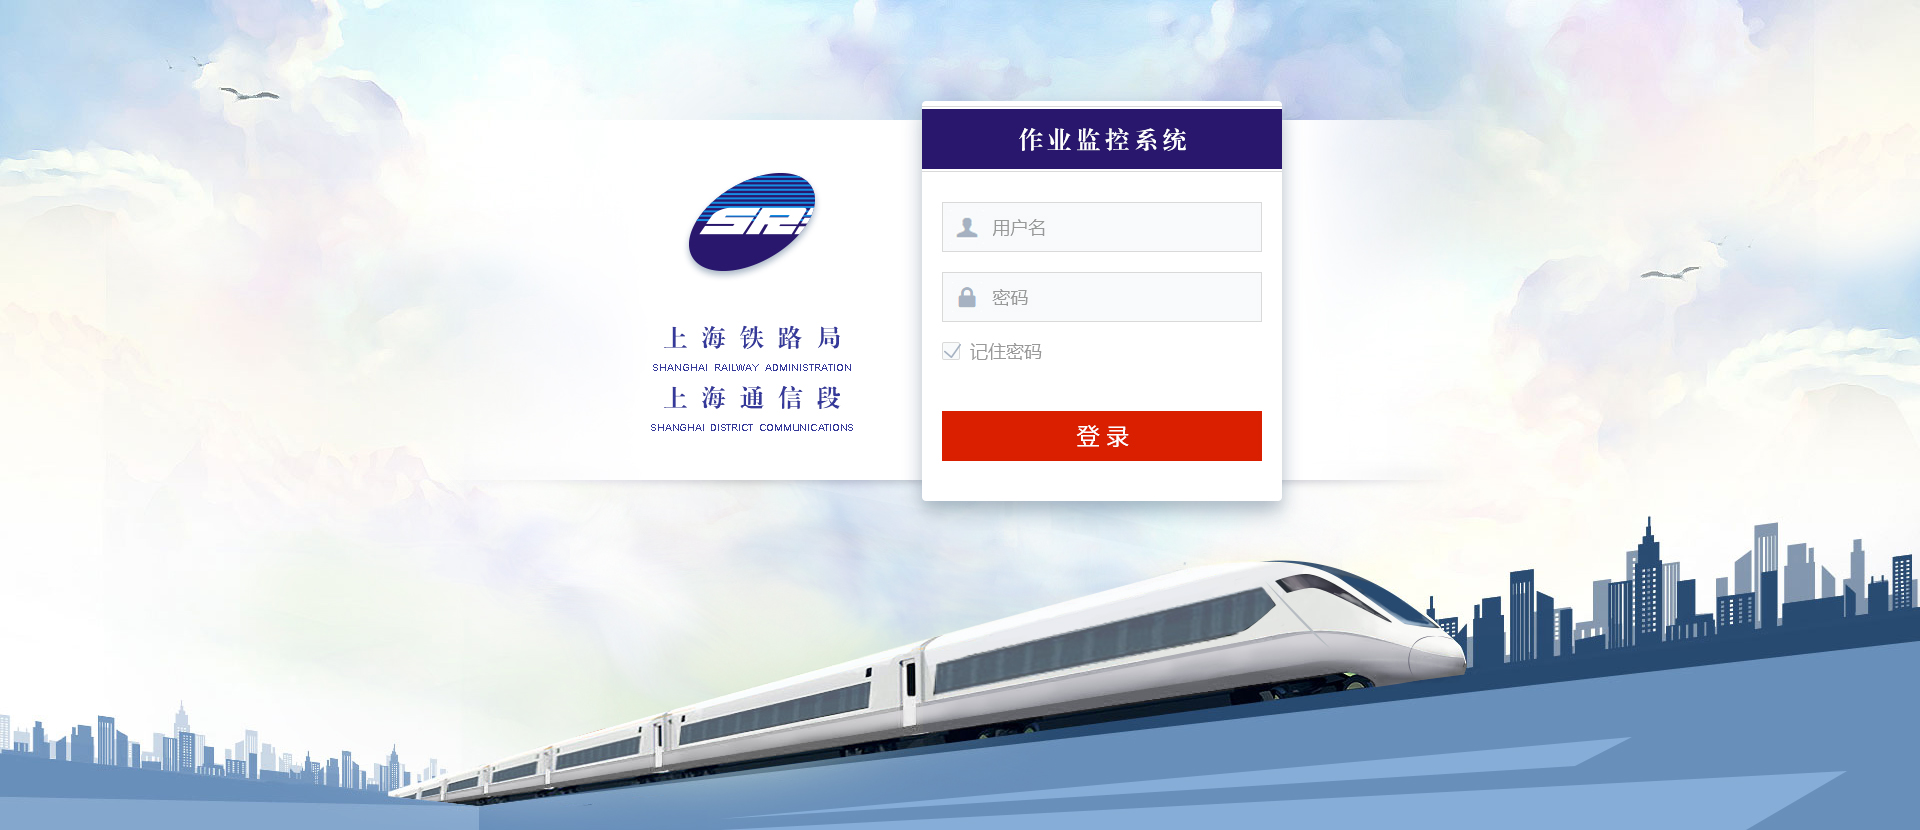 SR
上海铁路局
SHANGHAI RAILWAY ADMINISTRATION
上海通信段
SHANGHAI DISTRICT COMMUNICATIONS
作业监控系统
用户名
密码
记住密码
登录